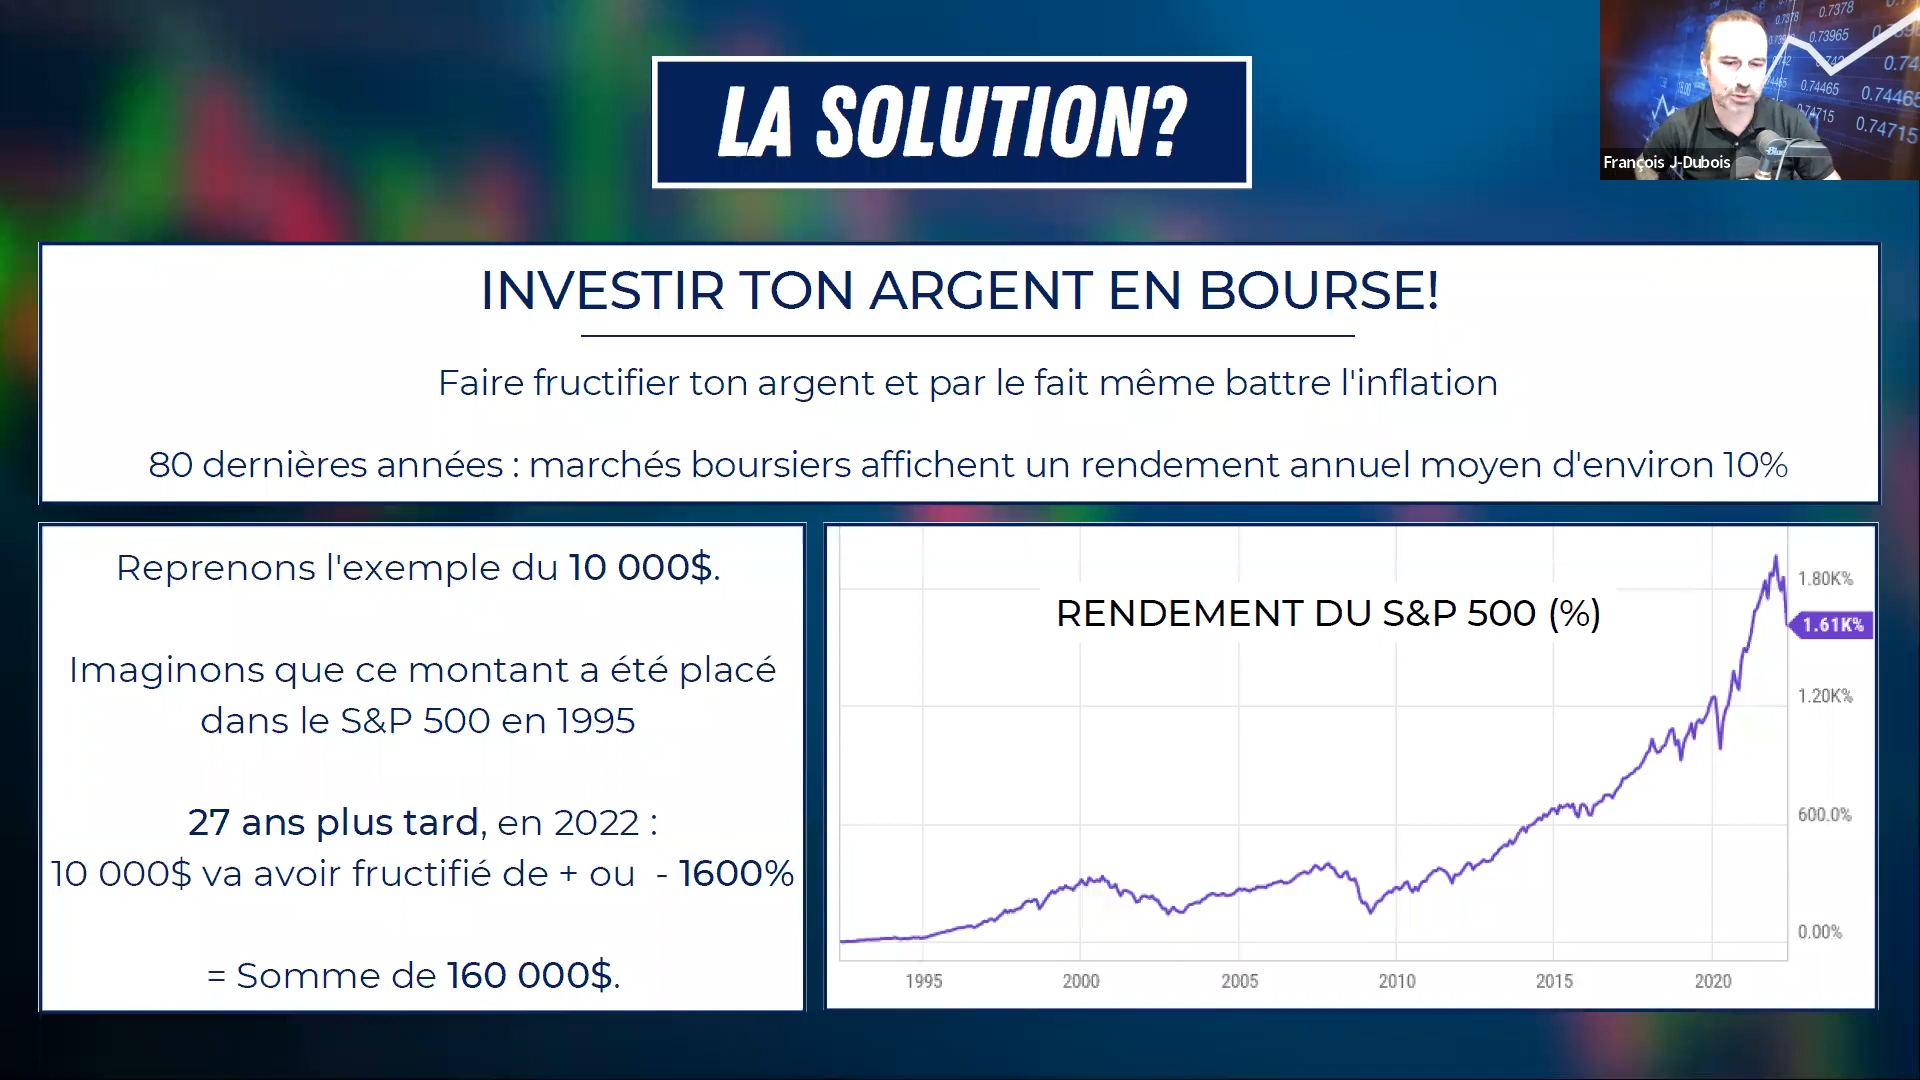 LA SOLUTION?
0.7378
0.7378
0.73965
0.74465
0.74465
0.74715
0.74715
François J-Dubois
INVESTIR TON ARGENT EN BOURSE!
Faire fructifier ton argent et par le fait même battre l'inflation
80 dernières années : marchés boursiers affichent un rendement annuel moyen d'environ 10%
Reprenons l'exemple du 10 000$.
Imaginons que ce montant a été placé
dans le S&P 500 en 1995
27 ans plus tard, en 2022 :
10 000$ va avoir fructifié de + ou - 1600%
= Somme de 160 000$.
RENDEMENT DU S&P 500 (%)
1.80K%
1.61K%
1.20K%
600.0%
0.00%
1995 2000 2005 2010 2015 2020